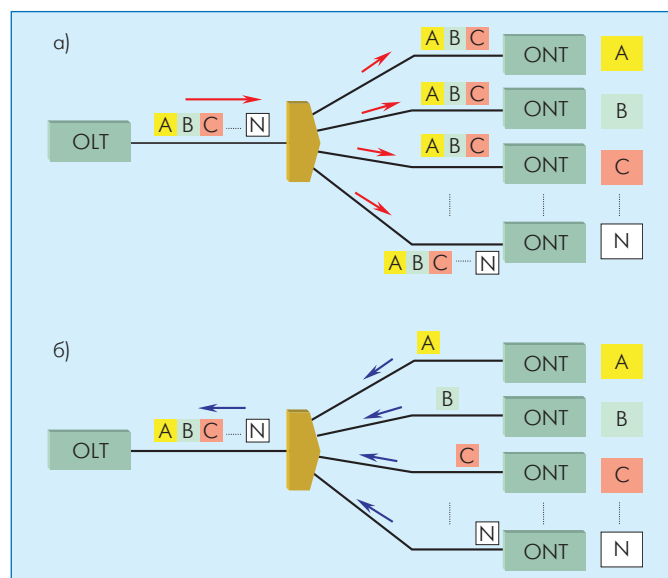 а)
A B C ONT A
A B C ONT B
A B C N
OLT
A B C ONT C
ONT N
A B C N
б)
A
ONT A
B
ONT B
A B C N
OLT
C
ONT C
N
ONT N